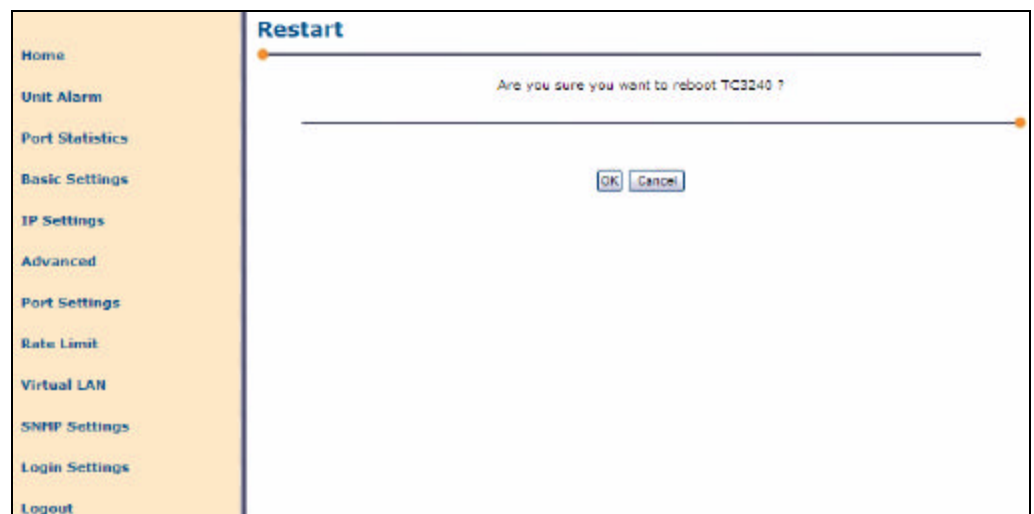 Restart
Home
Unit Alarm
Port Statistics
Basic Settings
IP Settings
Advanced
Port Settings
Rate Limit
Virtual LAN
SNMP Settings
Login Settings
Logout
Are you sure you want to reboot TC3240 ?
OK Cancel